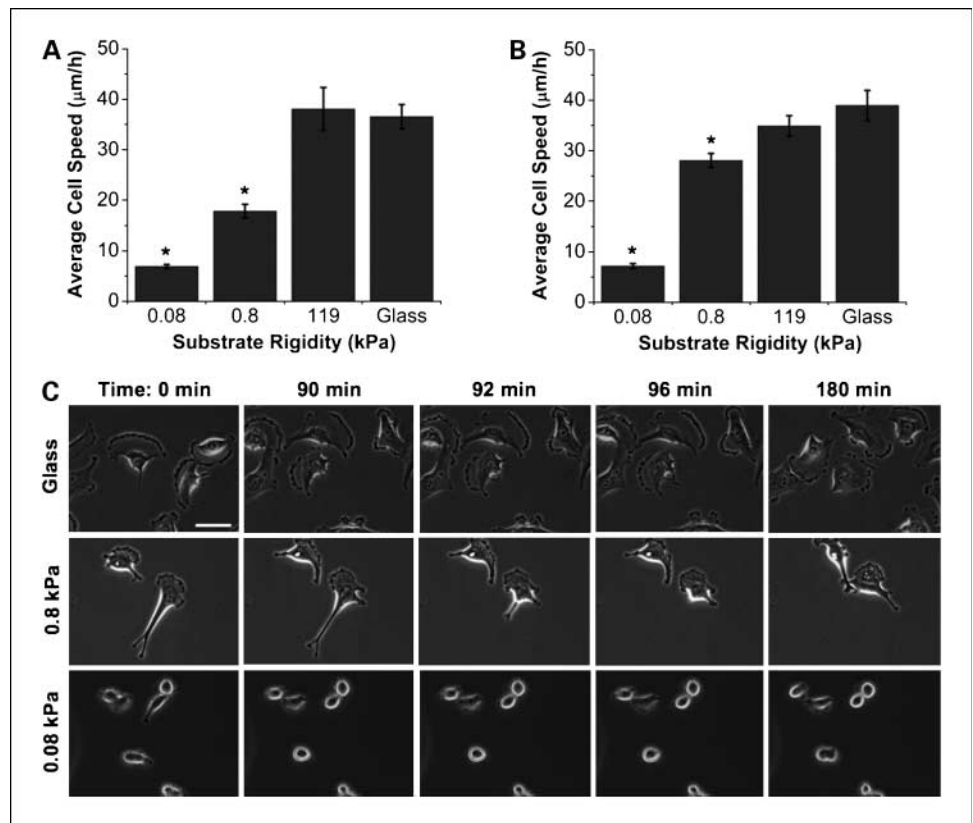 A
Average Cell Speed (μm/h)
50
40
30
20
10
0
*
*
0.08 0.8 119 Glass
Substrate Rigidity (kPa)
B
Average Cell Speed (μm/h)
50
40
30
20
10
0
*
*
0.08 0.8 119 Glass
Substrate Rigidity (kPa)
C
Time: 0 min 90 min 92 min 96 min 180 min
Glass
0.8 kPa
0.08 kPa